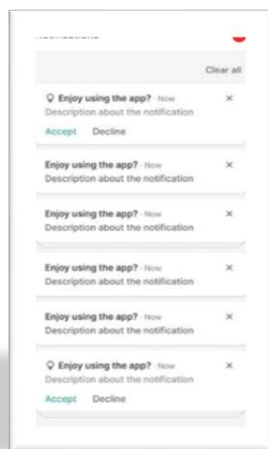 Notifications
Clear all
Enjoy using the app? · Now ×
Description about the notification
Accept Decline
Enjoy using the app? · Now ×
Description about the notification
Enjoy using the app? · Now ×
Description about the notification
Enjoy using the app? · Now ×
Description about the notification
Enjoy using the app? · Now ×
Description about the notification
Enjoy using the app? · Now ×
Description about the notification
Accept Decline